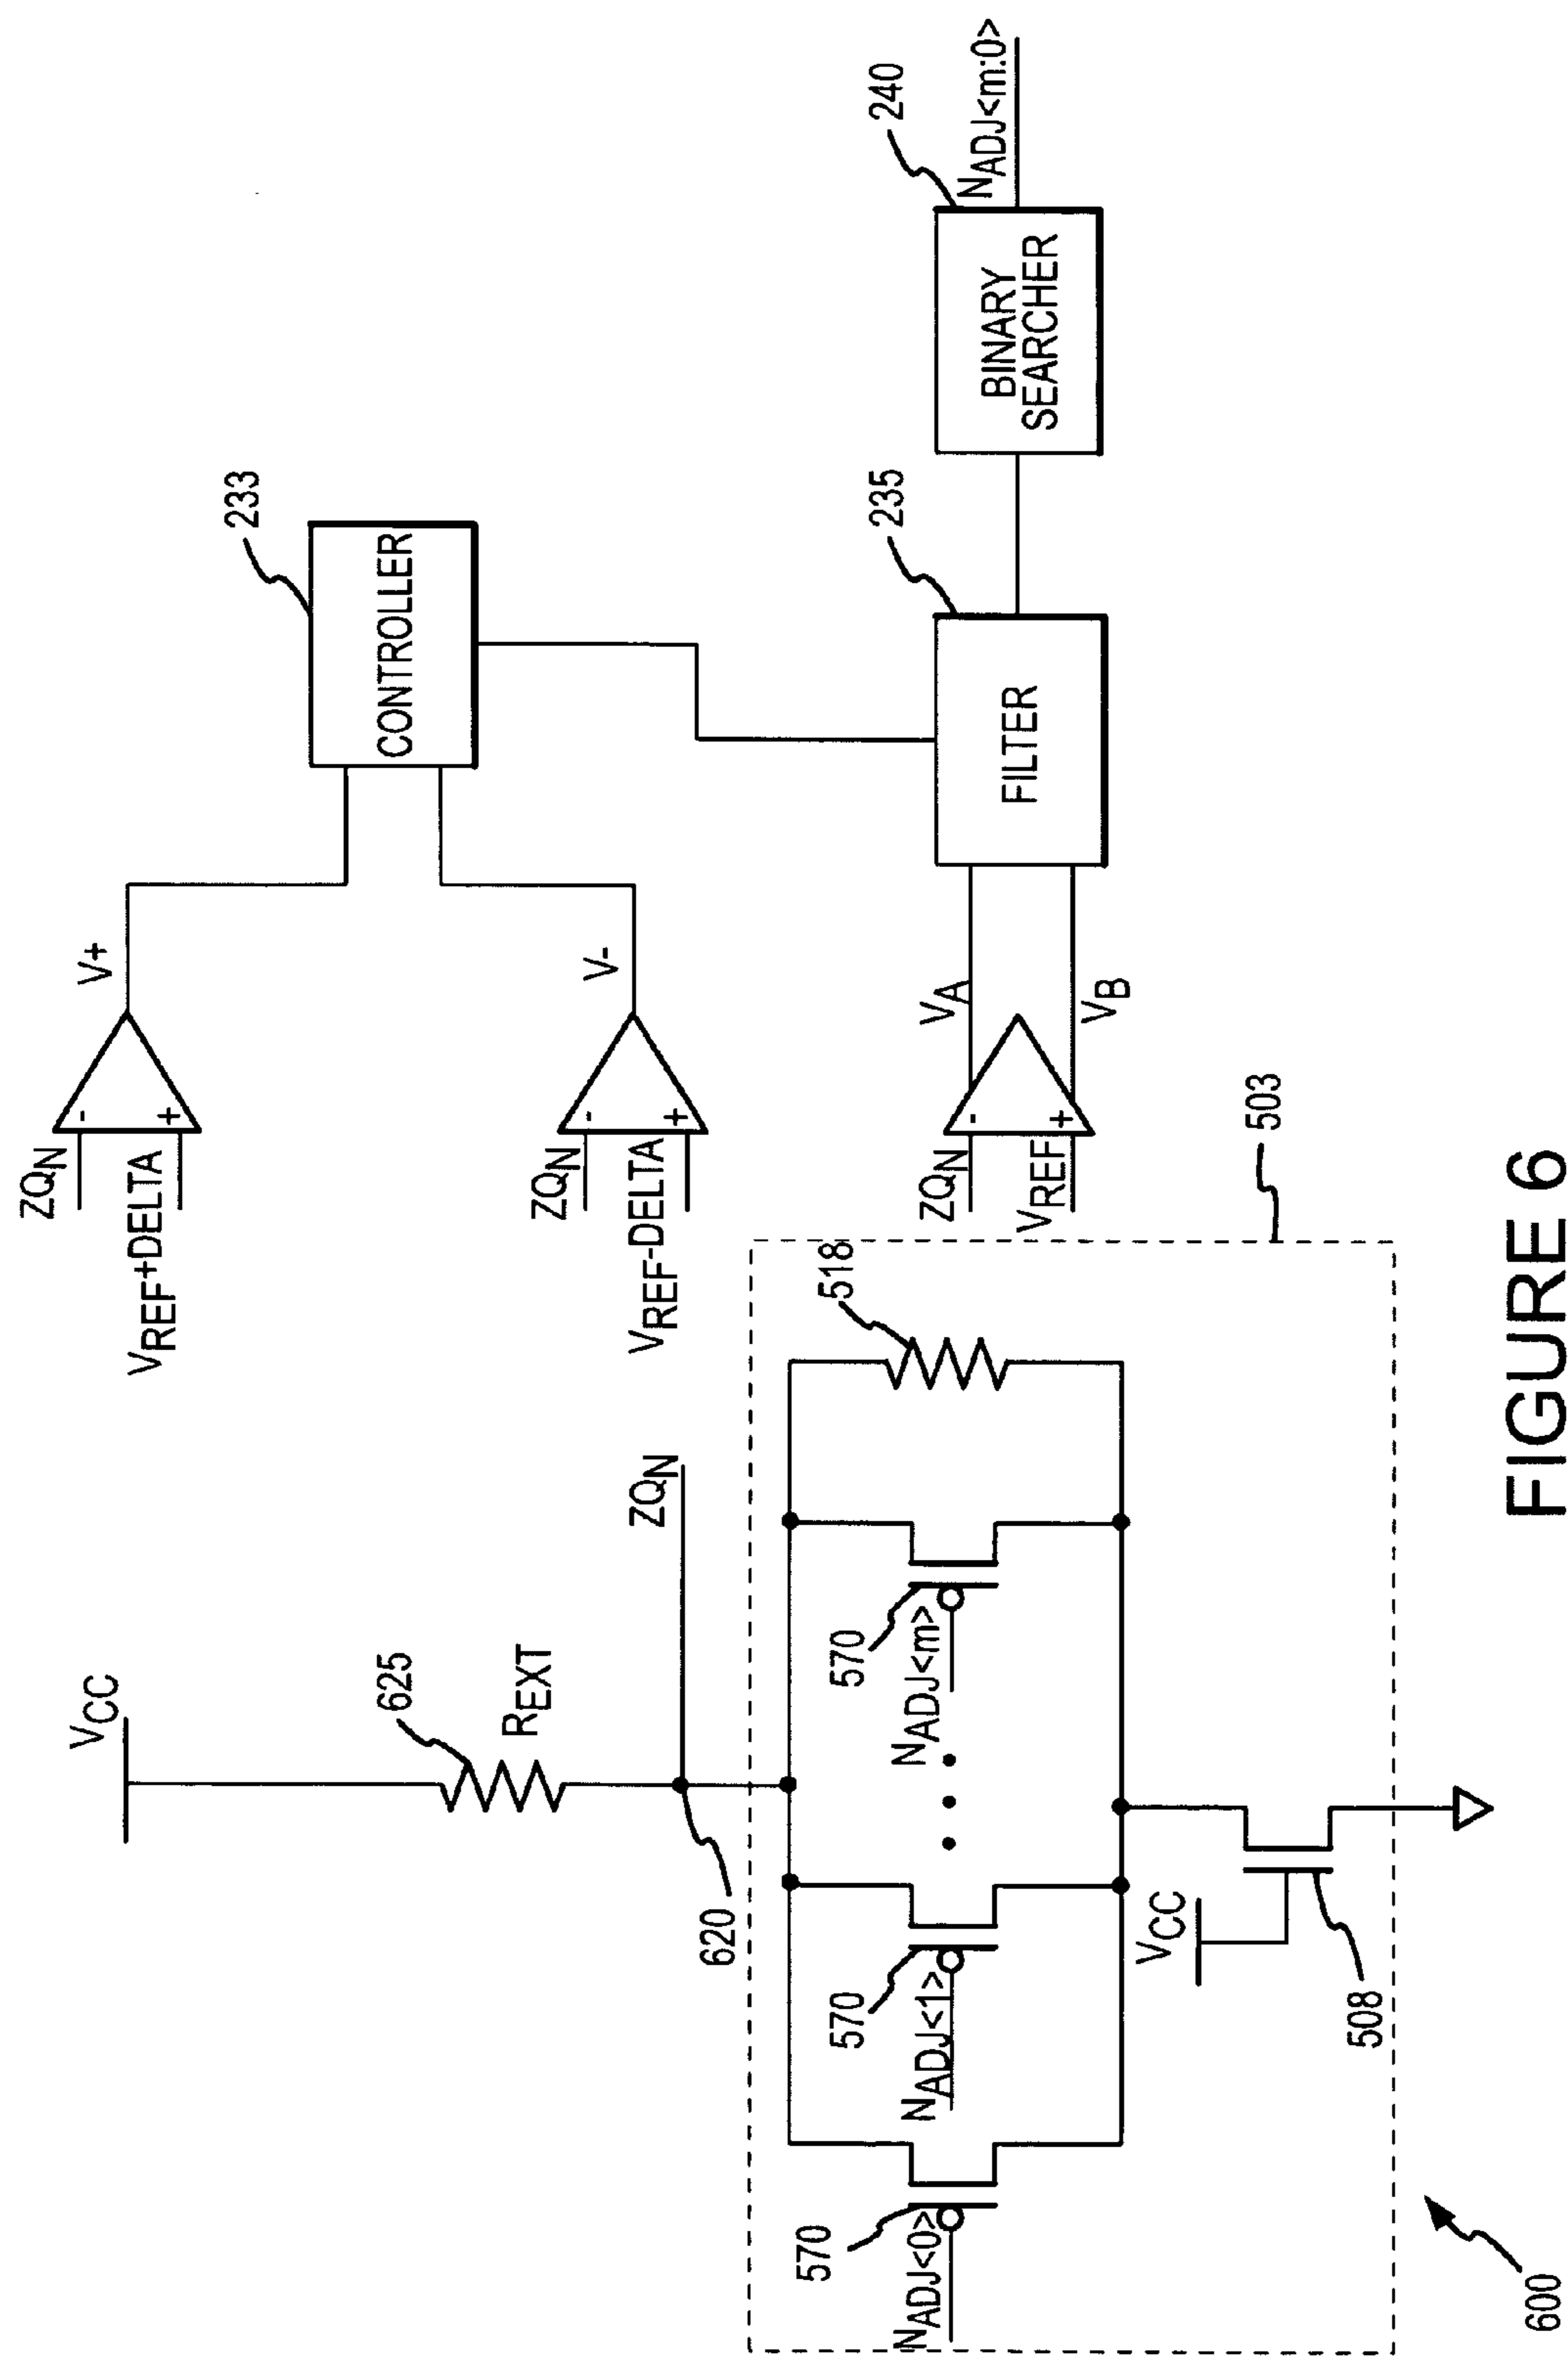 VCC
625
REXT
ZQN
620
570
NADJ<0>
570
NADJ<1>
570
NADJ<m>
518
VCC
508
503
600
ZQN
VREF+DELTA
-
+
V+
ZQN
VREF-DELTA
-
+
V-
ZQN
VREF
-
+
VA
VB
CONTROLLER
233
FILTER
235
BINARY
SEARCHER
240
NADJ<m:0>
FIGURE 6